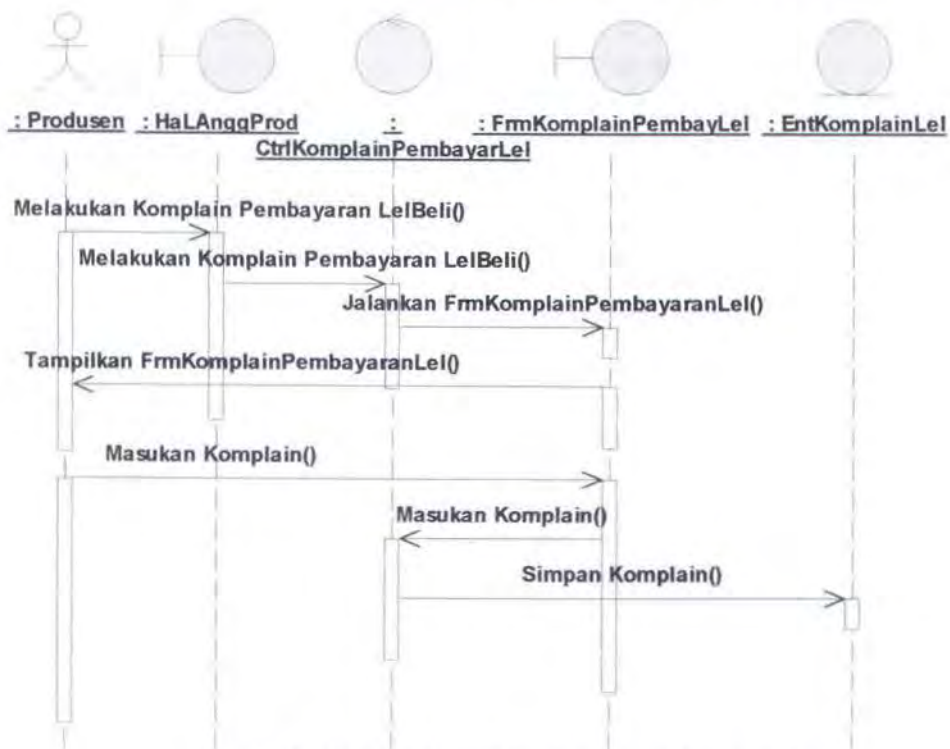 : Produsen : HaLAnggProd : : FrmKomplainPembayLel : EntKomplainLel
CtrlKomplainPembayarLel
Melakukan Komplain Pembayaran LelBeli()
Melakukan Komplain Pembayaran LelBeli()
Jalankan FrmKomplainPembayaranLel()
Tampilkan FrmKomplainPembayaranLel()
Masukan Komplain()
Masukan Komplain()
Simpan Komplain()